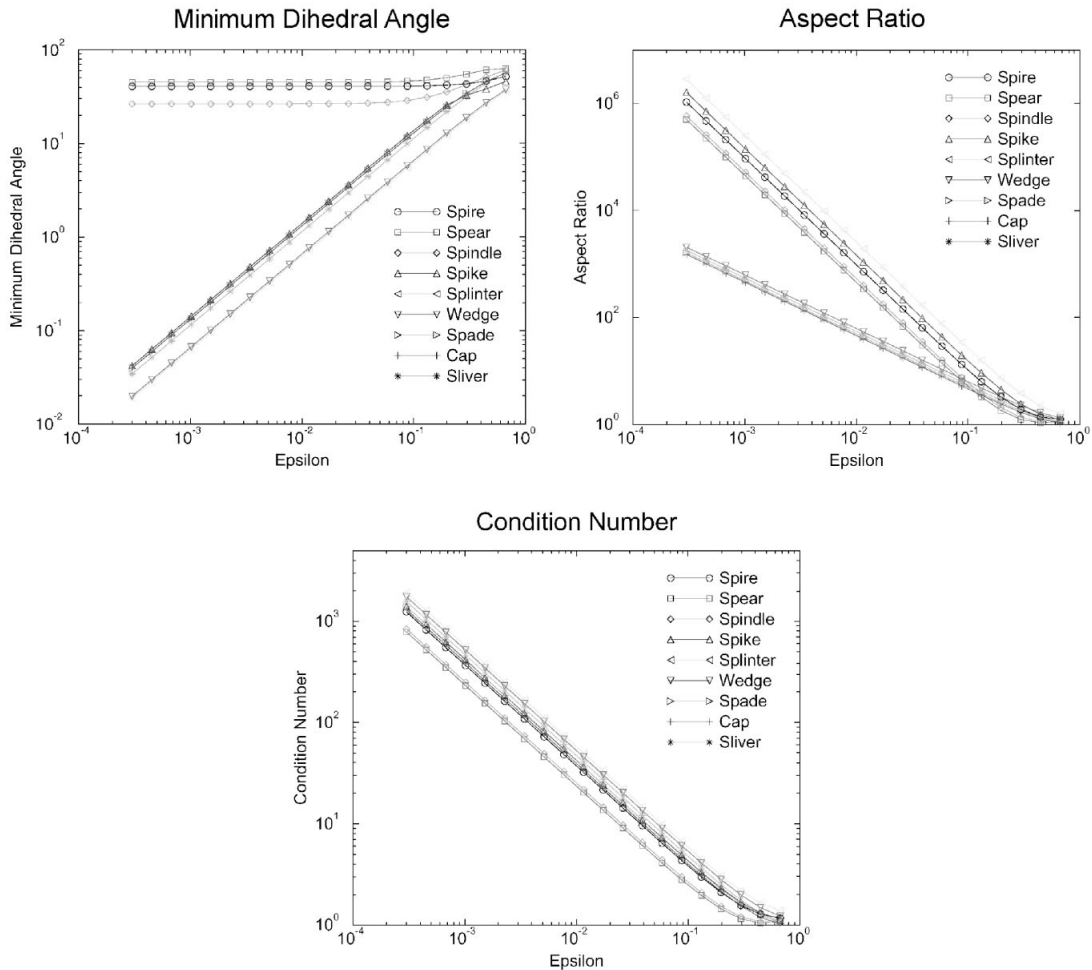 Minimum Dihedral Angle
Minimum Dihedral Angle
10^2
10^1
10^0
10^-1
10^-2
10^-4
10^-3
10^-2
10^-1
10^0
Epsilon
Spire
Spear
Spindle
Spike
Splinter
Wedge
Spade
Cap
Sliver
Aspect Ratio
Aspect Ratio
10^6
10^4
10^2
10^0
10^-4
10^-3
10^-2
10^-1
10^0
Epsilon
Spire
Spear
Spindle
Spike
Splinter
Wedge
Spade
Cap
Sliver
Condition Number
Condition Number
10^3
10^2
10^1
10^0
10^-4
10^-3
10^-2
10^-1
10^0
Epsilon
Spire
Spear
Spindle
Spike
Splinter
Wedge
Spade
Cap
Sliver